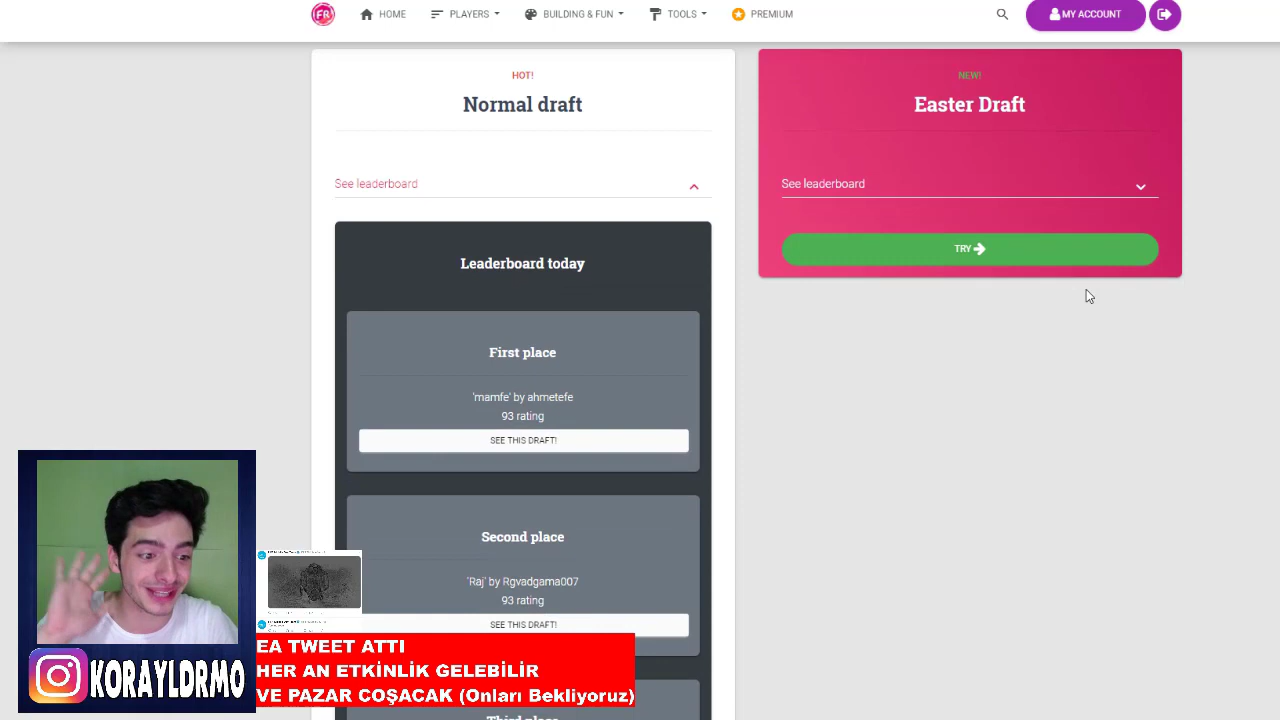 FR
HOME
PLAYERS
BUILDING & FUN
TOOLS
PREMIUM
MY ACCOUNT
HOT!
Normal draft
See leaderboard
Leaderboard today
First place
'mamfe' by ahmetefe
93 rating
SEE THIS DRAFT!
Second place
'Raj' by Rgvadgama007
93 rating
SEE THIS DRAFT!
Third place
NEW!
Easter Draft
See leaderboard
TRY
KORAYLDRMO
EA TWEET ATTI
HER AN ETKİNLİK GELEBİLİR
VE PAZAR COŞACAK (Onları Bekliyoruz)